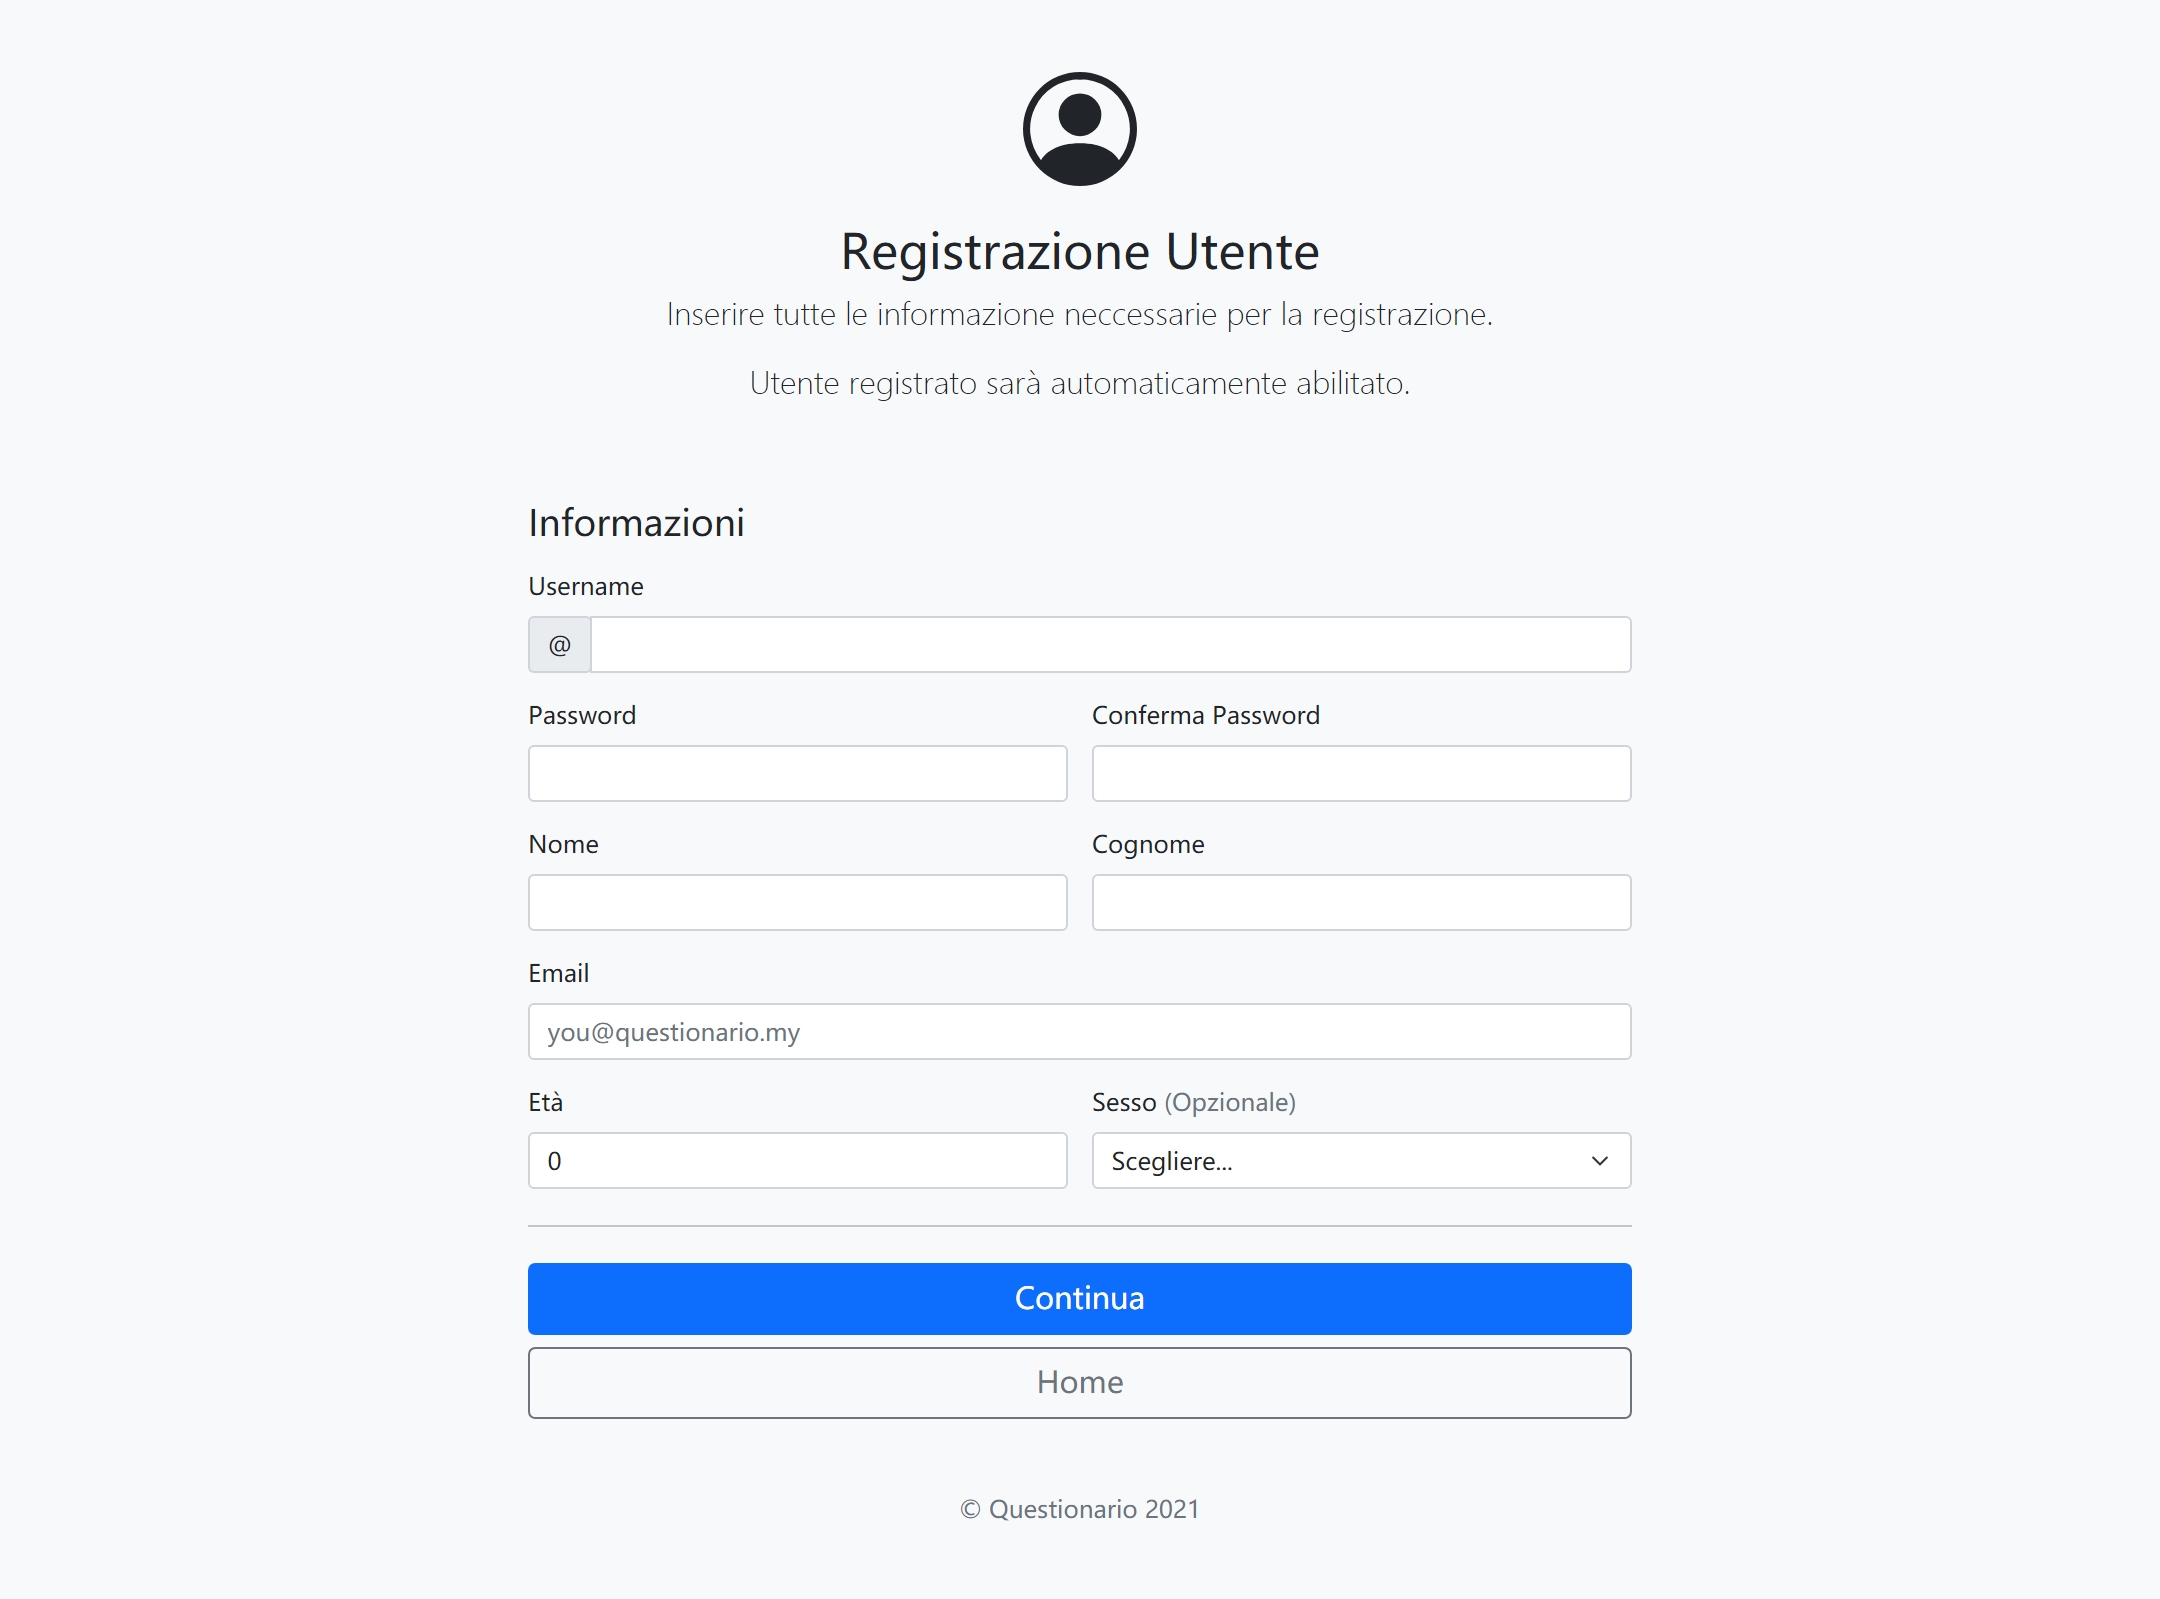 Registrazione Utente
Inserire tutte le informazione neccessarie per la registrazione.
Utente registrato sarà automaticamente abilitato.
Informazioni
Username
@
Password Conferma Password
Nome Cognome
Email
you@questionario.my
Età Sesso (Opzionale)
0 Scegliere...
Continua
Home
© Questionario 2021